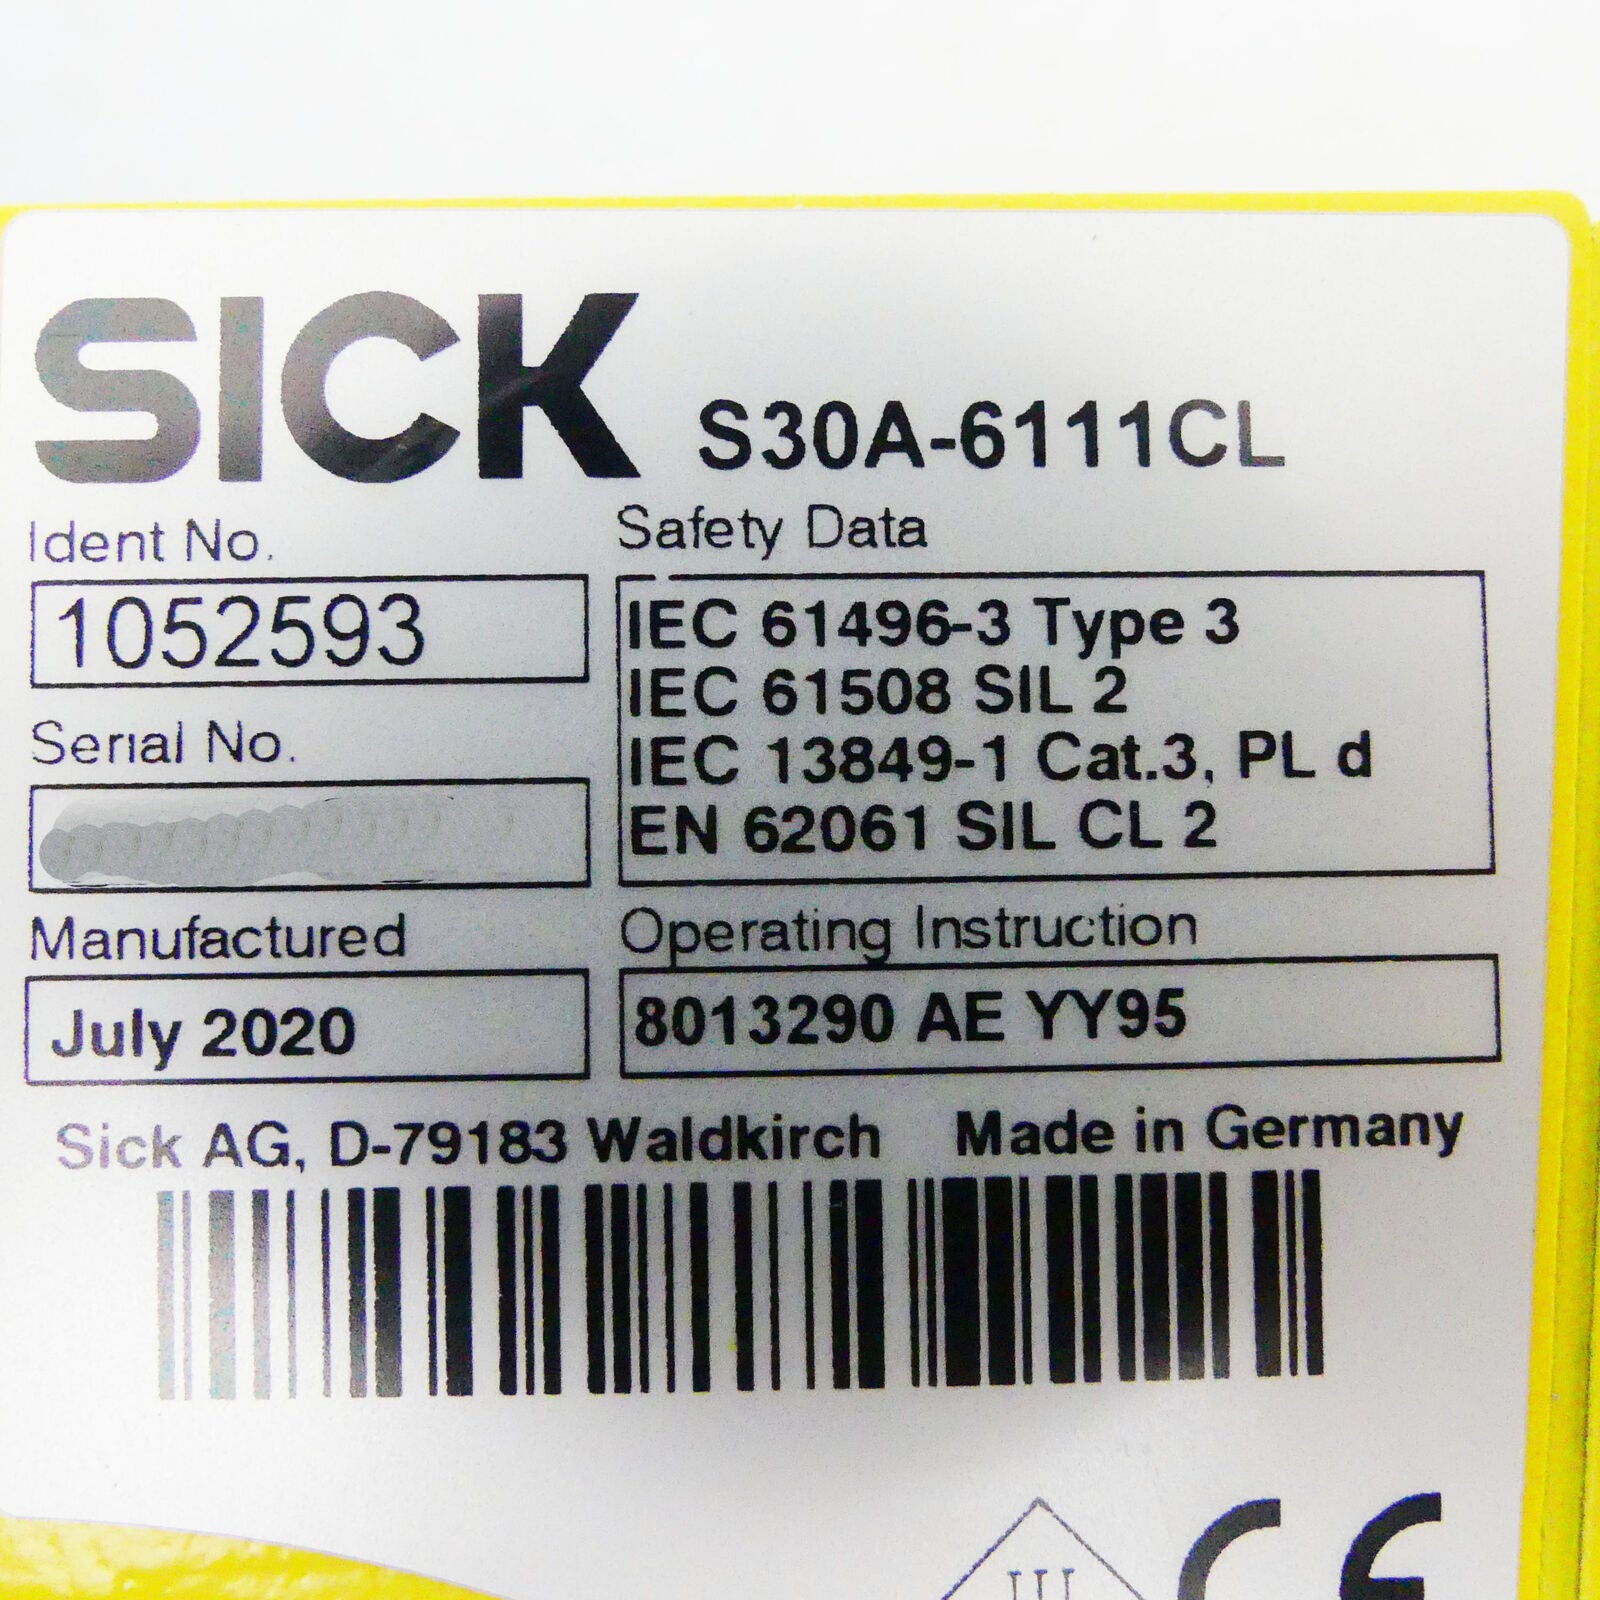 SICK S30A-6111CL
Ident No.
1052593
Serial No.
Manufactured
July 2020
Safety Data
IEC 61496-3 Type 3
IEC 61508 SIL 2
IEC 13849-1 Cat.3, PL d
EN 62061 SIL CL 2
Operating Instruction
8013290 AE YY95
Sick AG, D-79183 Waldkirch Made in Germany
III
CE